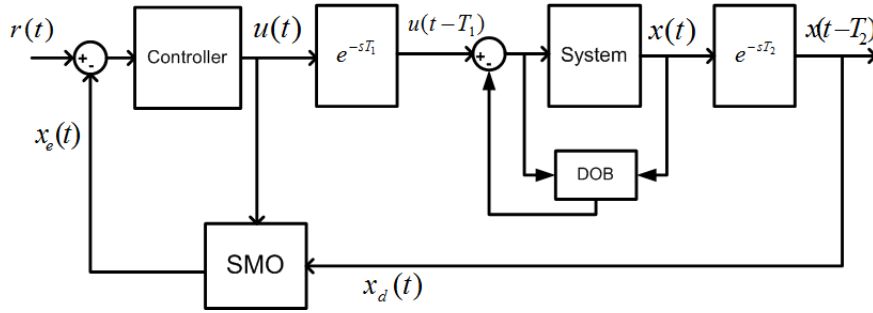 r(t)
+
-
Controller
u(t)
e^{-sT_1}
u(t-T_1)
+
-
System
x(t)
e^{-sT_2}
x(t-T_2)
x_e(t)
DOB
SMO
x_d(t)